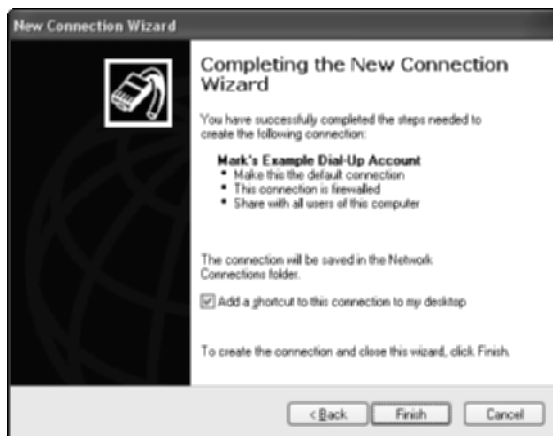 New Connection Wizard
Completing the New Connection
Wizard
You have successfully completed the steps needed to
create the following connection:
Mark's Example Dial-Up Account
• Make this the default connection
• This connection is firewalled
• Share with all users of this computer
The connection will be saved in the Network
Connections folder.
Add a shortcut to this connection to my desktop
To create the connection and close this wizard, click Finish.
< Back Finish Cancel